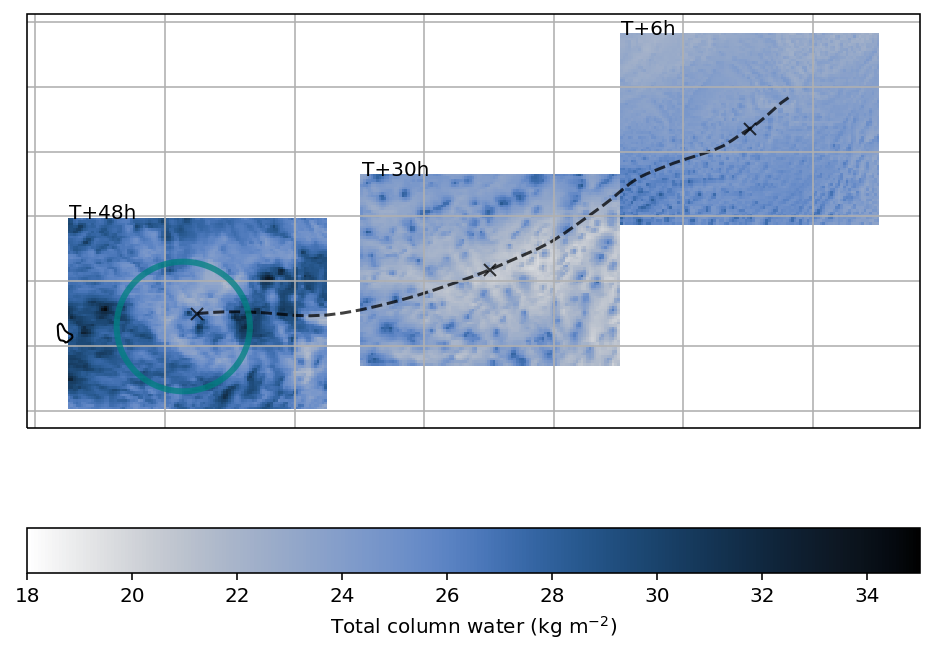 T+6h
T+30h
T+48h
18 20 22 24 26 28 30 32 34
Total column water (kg m⁻²)